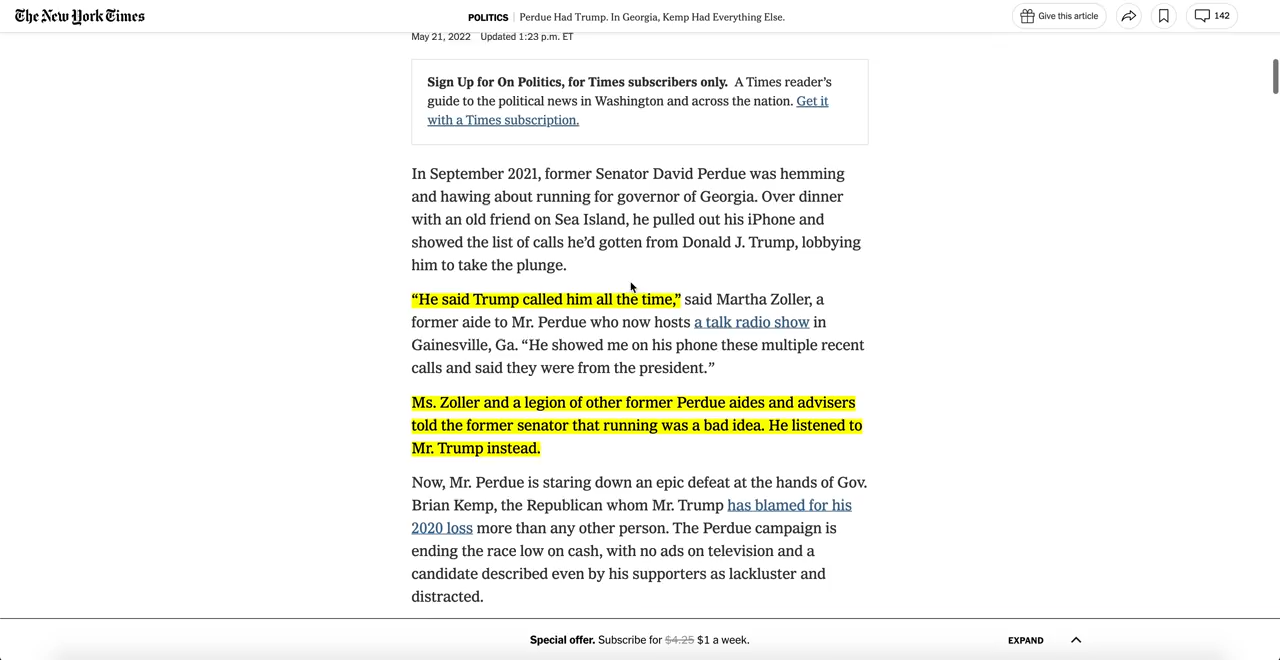 The New York Times
POLITICS | Perdue Had Trump. In Georgia, Kemp Had Everything Else.
Give this article
142
May 21, 2022 Updated 1:23 p.m. ET
Sign Up for On Politics, for Times subscribers only. A Times reader’s
guide to the political news in Washington and across the nation. Get it
with a Times subscription.
In September 2021, former Senator David Perdue was hemming
and hawing about running for governor of Georgia. Over dinner
with an old friend on Sea Island, he pulled out his iPhone and
showed the list of calls he’d gotten from Donald J. Trump, lobbying
him to take the plunge.
“He said Trump called him all the time,” said Martha Zoller, a
former aide to Mr. Perdue who now hosts a talk radio show in
Gainesville, Ga. “He showed me on his phone these multiple recent
calls and said they were from the president.”
Ms. Zoller and a legion of other former Perdue aides and advisers
told the former senator that running was a bad idea. He listened to
Mr. Trump instead.
Now, Mr. Perdue is staring down an epic defeat at the hands of Gov.
Brian Kemp, the Republican whom Mr. Trump has blamed for his
2020 loss more than any other person. The Perdue campaign is
ending the race low on cash, with no ads on television and a
candidate described even by his supporters as lackluster and
distracted.
Special offer. Subscribe for $4.25 $1 a week.
EXPAND